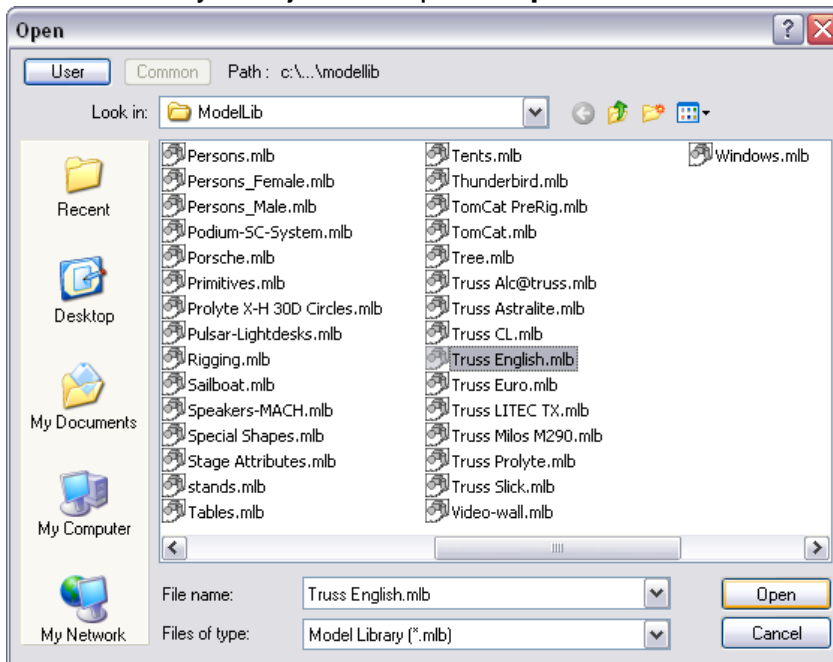 Open
User Common Path : c:\...\modellib
Look in: ModelLib
Recent
Desktop
My Documents
My Computer
My Network
Persons.mlb
Persons_Female.mlb
Persons_Male.mlb
Podium-SC-System.mlb
Porsche.mlb
Primitives.mlb
Prolyte X-H 30D Circles.mlb
Pulsar-Lightdesks.mlb
Rigging.mlb
Sailboat.mlb
Speakers-MACH.mlb
Special Shapes.mlb
Stage Attributes.mlb
stands.mlb
Tables.mlb
Tents.mlb
Thunderbird.mlb
TomCat PreRig.mlb
TomCat.mlb
Tree.mlb
Truss Alc@truss.mlb
Truss Astralite.mlb
Truss CL.mlb
Truss English.mlb
Truss Euro.mlb
Truss LITEC TX.mlb
Truss Milos M290.mlb
Truss Prolyte.mlb
Truss Slick.mlb
Video-wall.mlb
Windows.mlb
File name: Truss English.mlb Open
Files of type: Model Library (*.mlb) Cancel